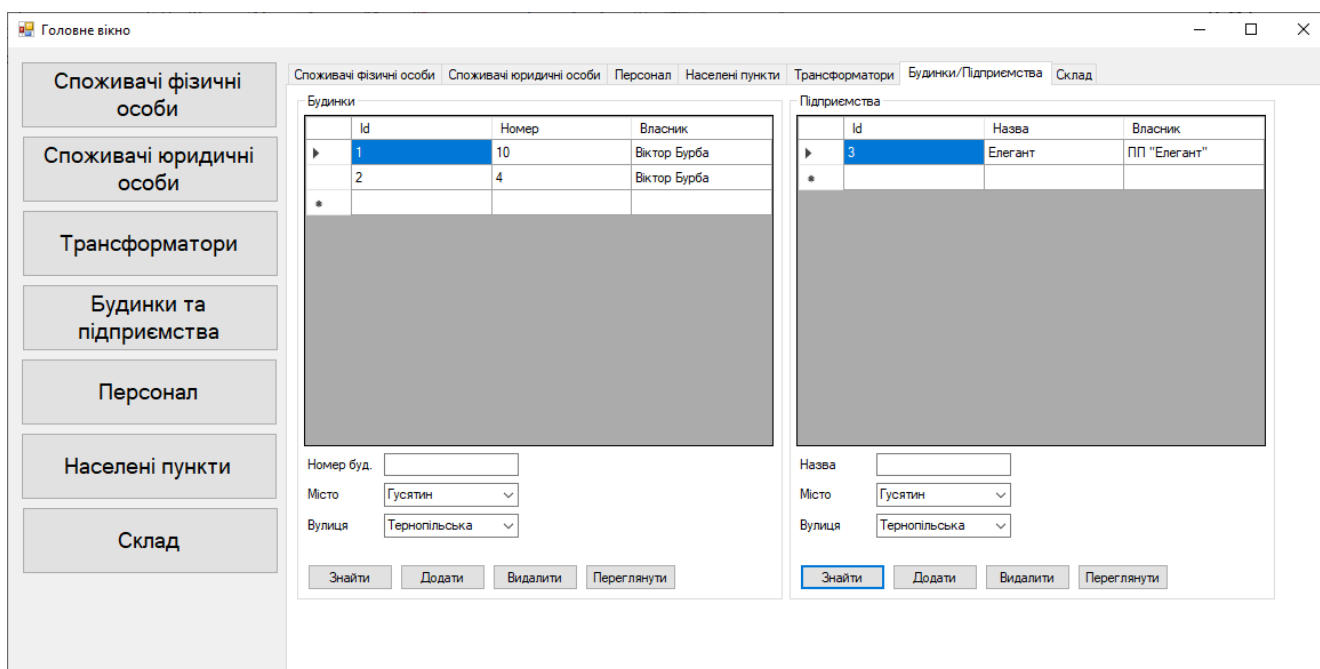 Головне вікно
Споживачі фізичні
особи
Споживачі юридичні
особи
Трансформатори
Будинки та
підприємства
Персонал
Населені пункти
Склад
Споживачі фізичні особи Споживачі юридичні особи Персонал Населені пункти Трансформатори Будинки/Підприємства Склад
Будинки
Id Номер Власник
1 10 Віктор Бурба
2 4 Віктор Бурба
Номер буд.
Місто Гусятин
Вулиця Тернопільська
Знайти Додати Видалити Переглянути
Підприємства
Id Назва Власник
3 Елегант ПП "Елегант"
Назва
Місто Гусятин
Вулиця Тернопільська
Знайти Додати Видалити Переглянути